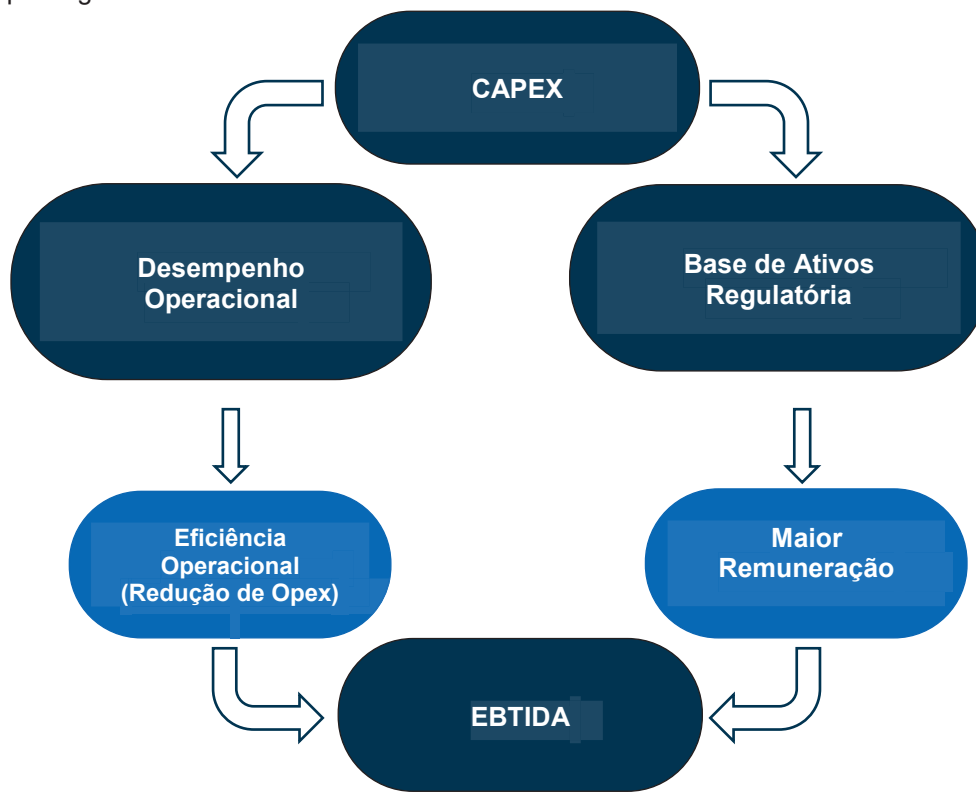 CAPEX
Desempenho
Operacional
Base de Ativos
Regulatória
Eficiência
Operacional
(Redução de Opex)
Maior
Remuneração
EBTIDA